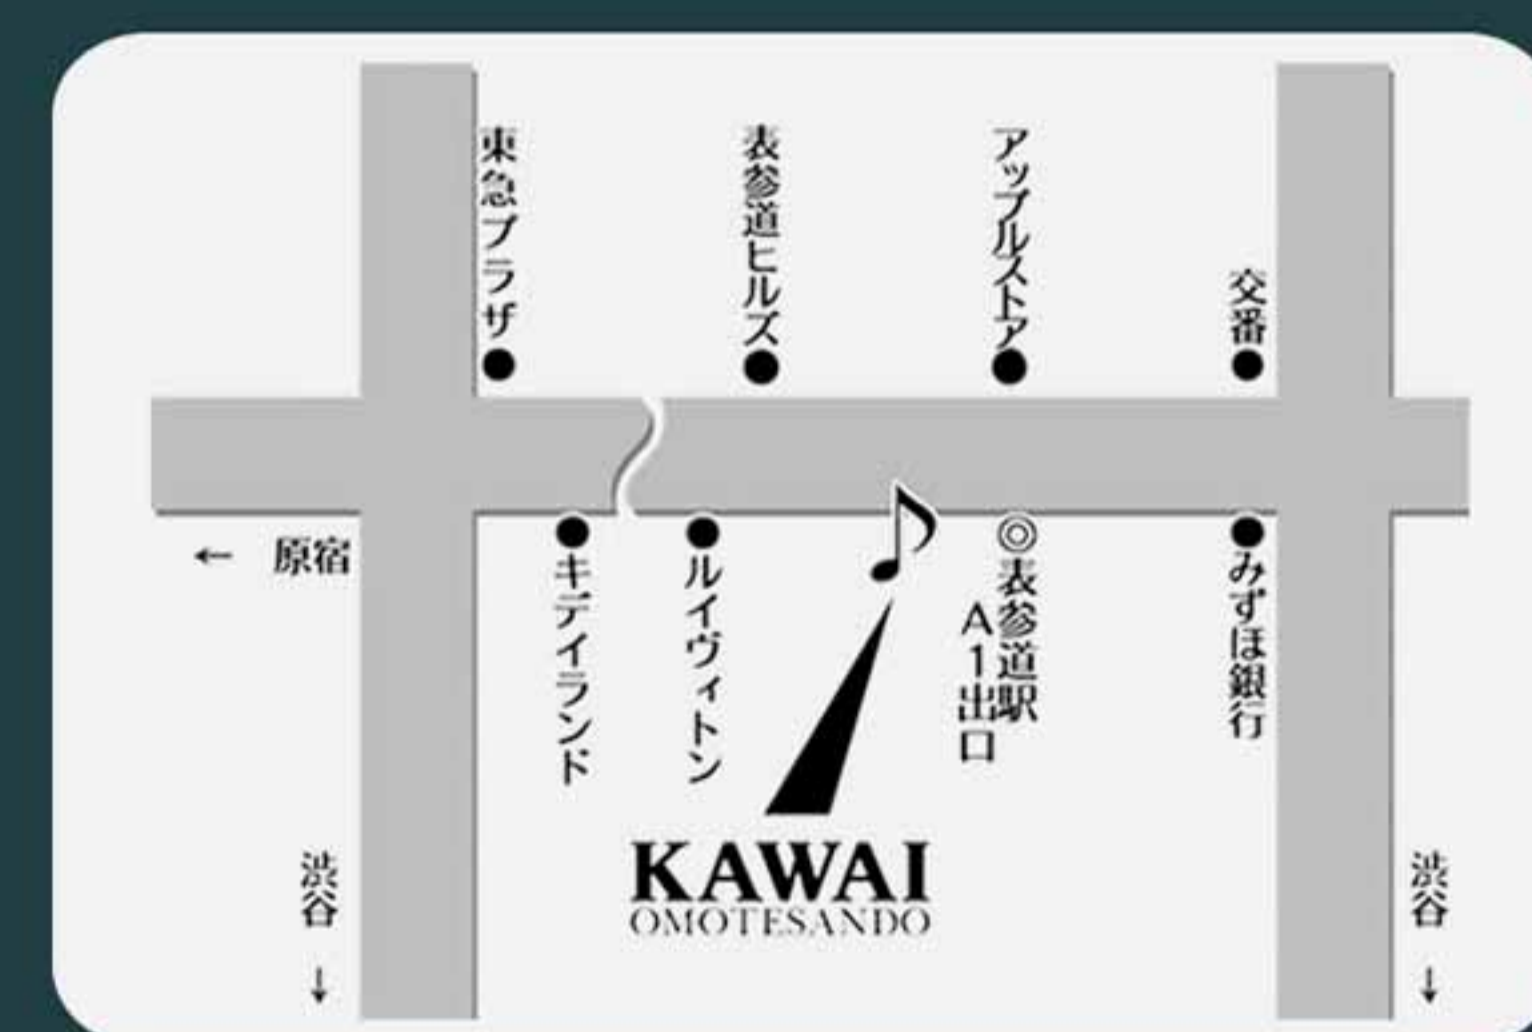 東急プラザ
表参道ヒルズ
アップルストア
交番
← 原宿
キデイランド
ルイヴィトン
表参道駅
A1出口
みずほ銀行
KAWAI
OMOTESANDO
渋谷 ↓
渋谷 ↓